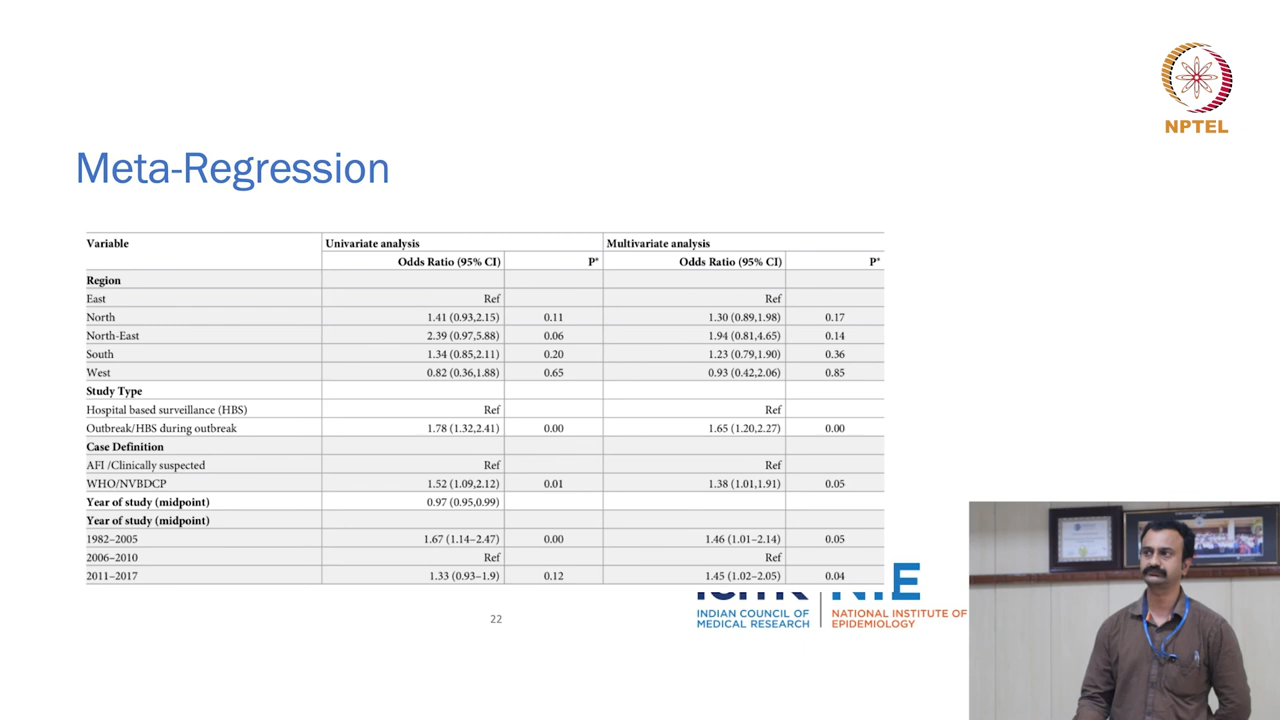 NPTEL
Meta-Regression
Variable Univariate analysis Multivariate analysis
Odds Ratio (95% CI) P* Odds Ratio (95% CI) P*
Region
East Ref Ref
North 1.41 (0.93,2.15) 0.11 1.30 (0.89,1.98) 0.17
North-East 2.39 (0.97,5.88) 0.06 1.94 (0.81,4.65) 0.14
South 1.34 (0.85,2.11) 0.20 1.23 (0.79,1.90) 0.36
West 0.82 (0.36,1.88) 0.65 0.93 (0.42,2.06) 0.85
Study Type
Hospital based surveillance (HBS) Ref Ref
Outbreak/HBS during outbreak 1.78 (1.32,2.41) 0.00 1.65 (1.20,2.27) 0.00
Case Definition
AFI /Clinically suspected Ref Ref
WHO/NVBDCP 1.52 (1.09,2.12) 0.01 1.38 (1.01,1.91) 0.05
Year of study (midpoint) 0.97 (0.95,0.99)
Year of study (midpoint)
1982–2005 1.67 (1.14–2.47) 0.00 1.46 (1.01–2.14) 0.05
2006–2010 Ref Ref
2011–2017 1.33 (0.93–1.9) 0.12 1.45 (1.02–2.05) 0.04
icmr NIE
INDIAN COUNCIL OF NATIONAL INSTITUTE OF
MEDICAL RESEARCH EPIDEMIOLOGY
22